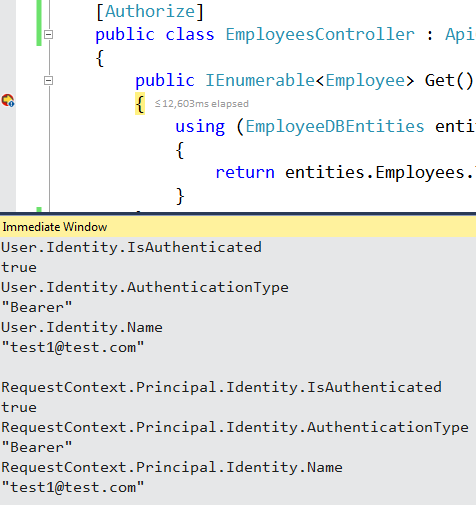 [Authorize]
public class EmployeesController : Api
{
public IEnumerable<Employee> Get()
{ ≤12,603ms elapsed
using (EmployeeDBEntities enti
{
return entities.Employees.
}
Immediate Window
User.Identity.IsAuthenticated
true
User.Identity.AuthenticationType
"Bearer"
User.Identity.Name
"test1@test.com"
RequestContext.Principal.Identity.IsAuthenticated
true
RequestContext.Principal.Identity.AuthenticationType
"Bearer"
RequestContext.Principal.Identity.Name
"test1@test.com"